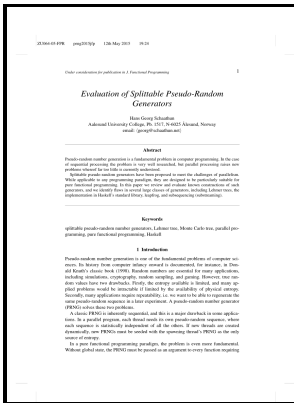 ZU064-05-FPR   prng2015jfp   12th May 2015   19:24
Under consideration for publication in J. Functional Programming   1
Evaluation of Splittable Pseudo-Random
Generators
Hans Georg Schaathun
Aalesund University College, Pb. 1517, N-6025 Ålesund, Norway
email: {georg@schaathun.net}
Abstract
Pseudo-random number generation is a fundamental problem in computer programming. In the case
of sequential processing the problem is very well researched, but parallel processing raises new
problems whereof far too little is currently understood.
Splittable pseudo-random generators have been proposed to meet the challenges of parallelism.
While applicable to any programming paradigm, they are designed to be particularly suitable for
pure functional programming. In this paper we review and evaluate known constructions of such
generators, and we identify flaws in several large classes of generators, including Lehmer trees, the
implementation in Haskell's standard library, leapfrog, and subsequencing (substreaming).
Keywords
splittable pseudo-random number generators, Lehmer tree, Monte Carlo tests, parallel pro-
gramming, pure functional programming, Haskell
1 Introduction
Pseudo-random number generation is one of the fundamental problems of computer sci-
ence. Its history from computer infancy onward is documented, for instance, in Don-
ald Knuth's classic book (1998). Random numbers are essential for many applications,
including simulations, cryptography, random sampling, and gaming. However, true ran-
dom values have two drawbacks. Firstly, the entropy available is limited, and many ap-
plied problems would be intractable if limited by the availability of physical entropy.
Secondly, many applications require repeatability, i.e. we want to be able to regenerate the
same pseudo-random sequence in a later experiment. A pseudo-random number generator
(PRNG) solves these two problems.
A classic PRNG is inherently sequential, and this is a major drawback in some applica-
tions. In a parallel program, each thread needs its own pseudo-random sequence, where
each sequence is statistically independent of all the others. If new threads are created
dynamically, new PRNGs must be seeded with the spawning thread's PRNG as the only
source of entropy.
In a pure functional programming paradigm, the problem is even more fundamental.
Without global state, the PRNG must be passed as an argument to every function requiring